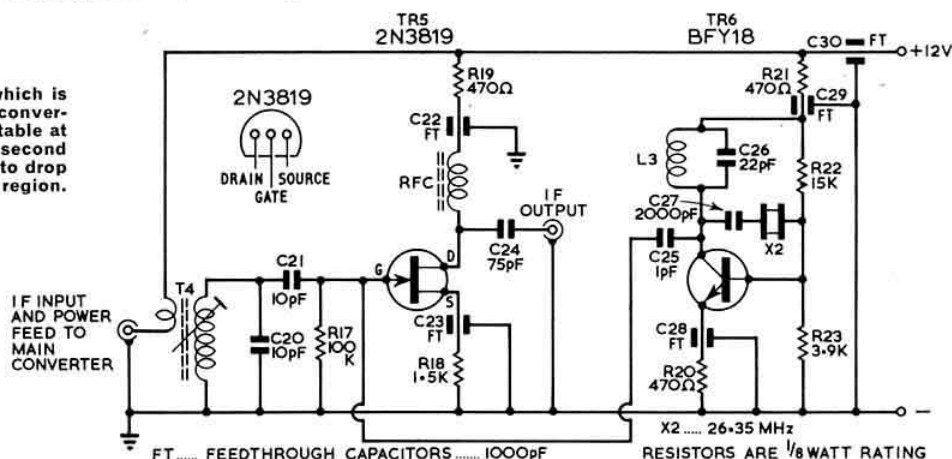 which is
conver-
table at
second
to drop
region.
TR5
2N3819
TR6
BFY18
C30
FT
+12V
R19
470Ω
R21
470Ω
C29
FT
2N3819
DRAIN
SOURCE
GATE
C22
FT
RFC
L3
C26
22pF
R22
15K
C27
2000pF
X2
IF
OUTPUT
C24
75pF
C25
1pF
D
G
S
C21
10pF
T4
IF INPUT
AND POWER
FEED TO
MAIN
CONVERTER
C20
10pF
R17
100
K
C23
FT
R18
1·5K
C28
FT
R20
470Ω
R23
3·9K
−
X2 ..... 26·35 MHz
FT ..... FEEDTHROUGH CAPACITORS ...... 1000pF
RESISTORS ARE 1/8 WATT RATING